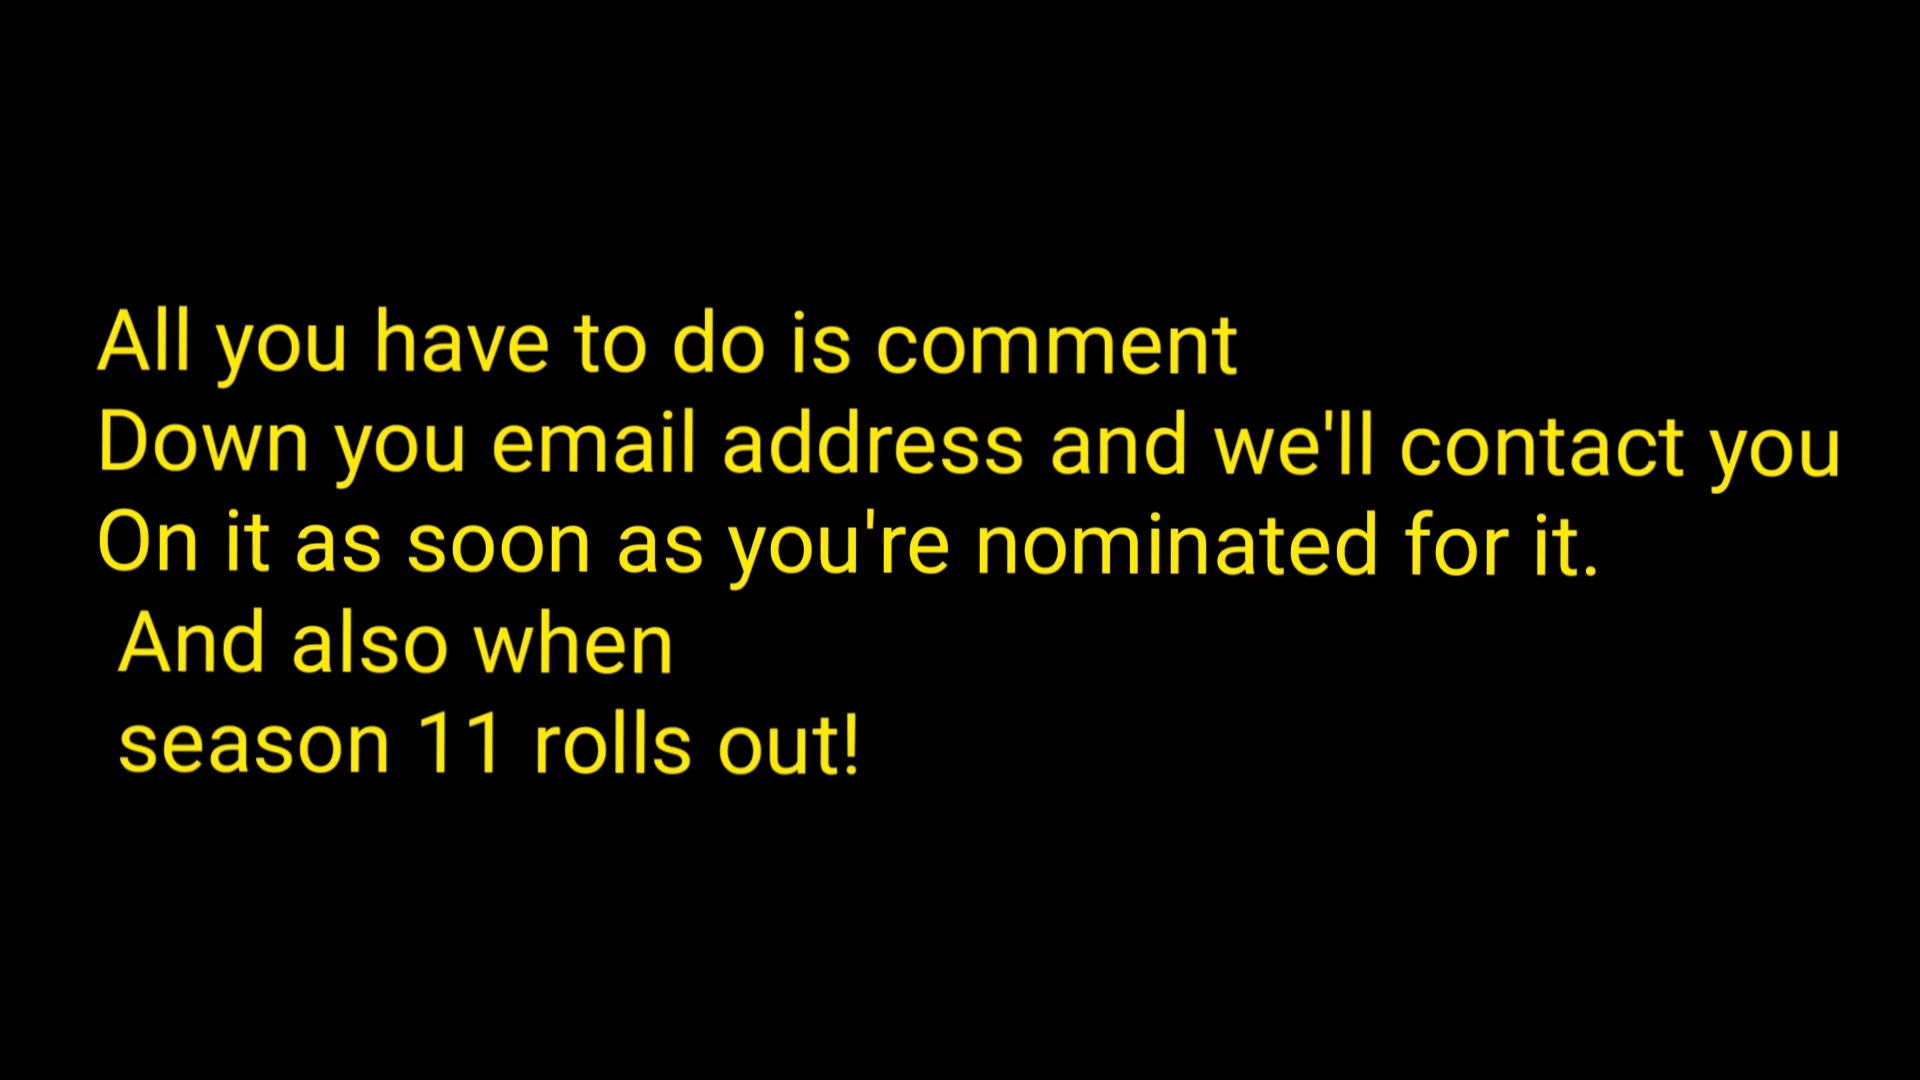 All you have to do is comment
Down you email address and we'll contact you
On it as soon as you're nominated for it.
And also when
season 11 rolls out!